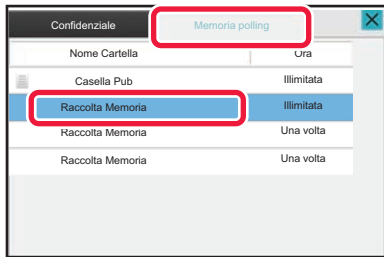 Confidenziale Memoria polling
Nome Cartella Ora
Casella Pub Illimitata
Raccolta Memoria Illimitata
Raccolta Memoria Una volta
Raccolta Memoria Una volta